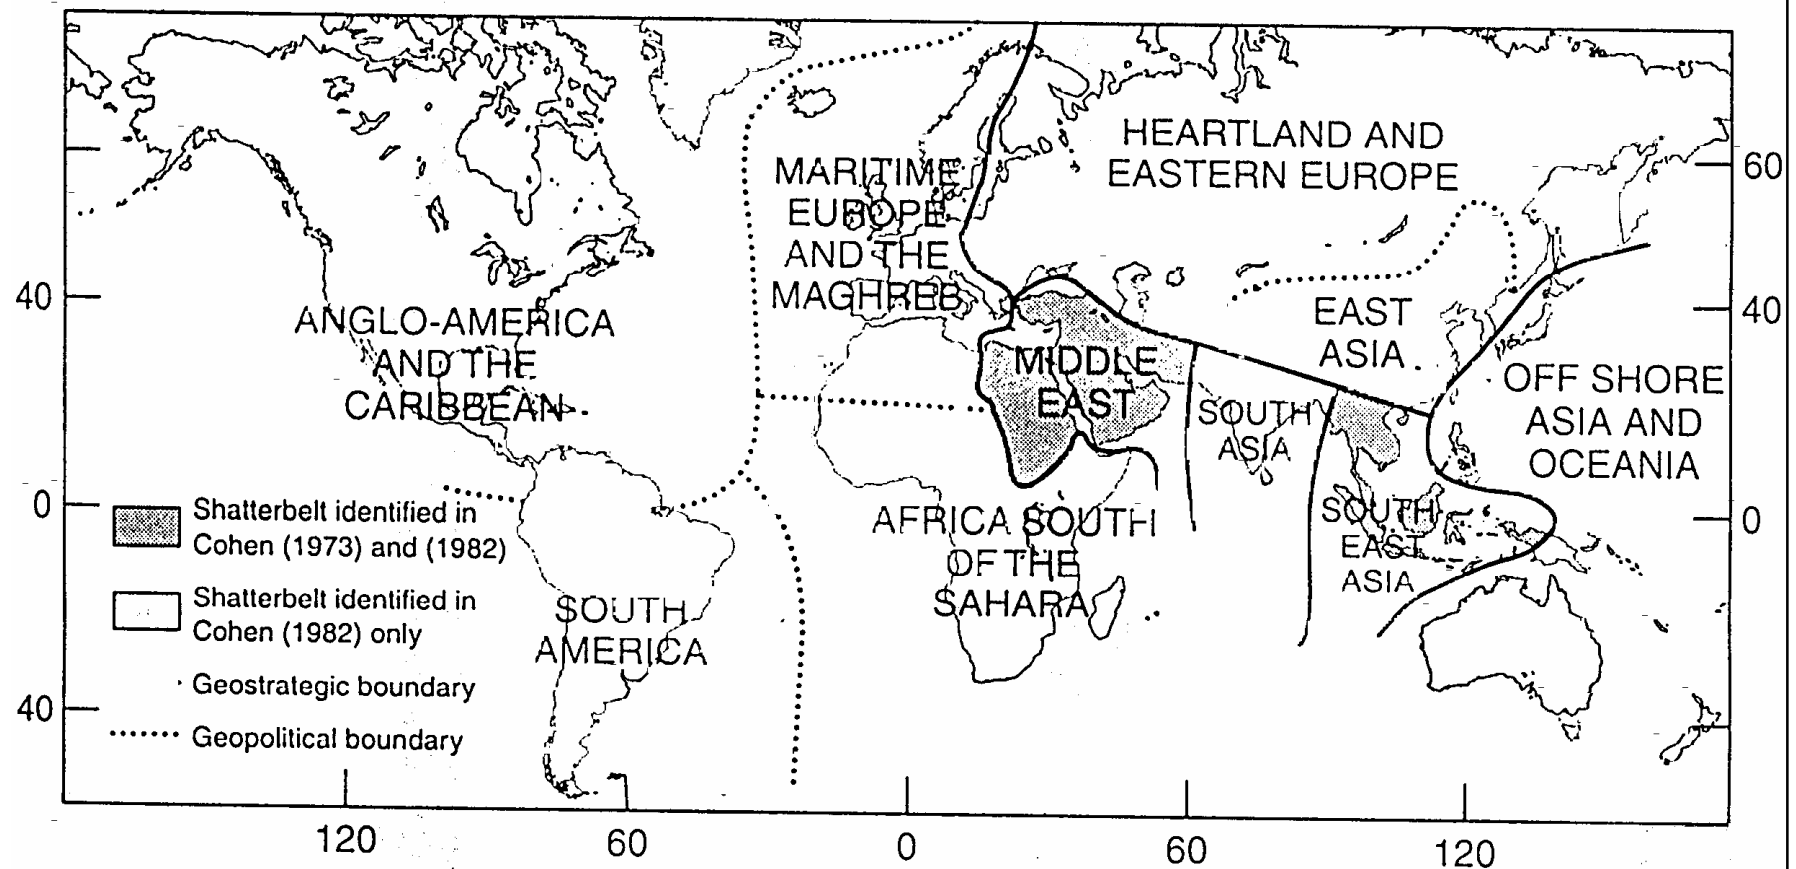 HEARTLAND AND
EASTERN EUROPE
MARITIME
EUROPE
AND THE
MAGHREB
ANGLO-AMERICA
AND THE
CARIBBEAN
EAST
ASIA
MIDDLE
EAST
SOUTH
ASIA
OFF SHORE
ASIA AND
OCEANIA
SOUTH
EAST
ASIA
AFRICA SOUTH
OF THE
SAHARA
SOUTH
AMERICA
Shatterbelt identified in
Cohen (1973) and (1982)
Shatterbelt identified in
Cohen (1982) only
Geostrategic boundary
Geopolitical boundary
40
0
40
60
40
0
120
60
0
60
120